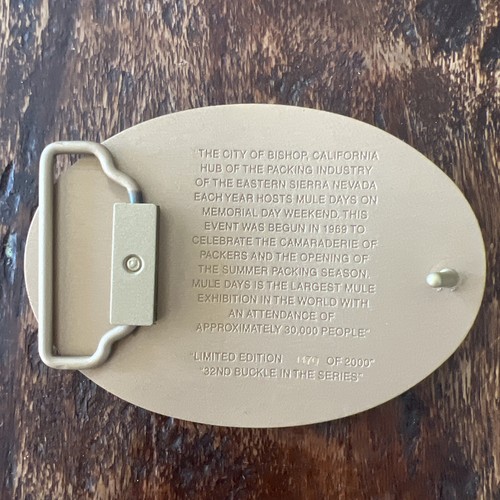 "THE CITY OF BISHOP, CALIFORNIA
HUB OF THE PACKING INDUSTRY
OF THE EASTERN SIERRA NEVADA
EACH YEAR HOSTS MULE DAYS ON
MEMORIAL DAY WEEKEND. THIS
EVENT WAS BEGUN IN 1969 TO
CELEBRATE THE CAMARADERIE OF
PACKERS AND THE OPENING OF
THE SUMMER PACKING SEASON.
MULE DAYS IS THE LARGEST MULE
EXHIBITION IN THE WORLD WITH
AN ATTENDANCE OF
APPROXIMATELY 30,000 PEOPLE"
"LIMITED EDITION OF 2000"
"32ND BUCKLE IN THE SERIES"